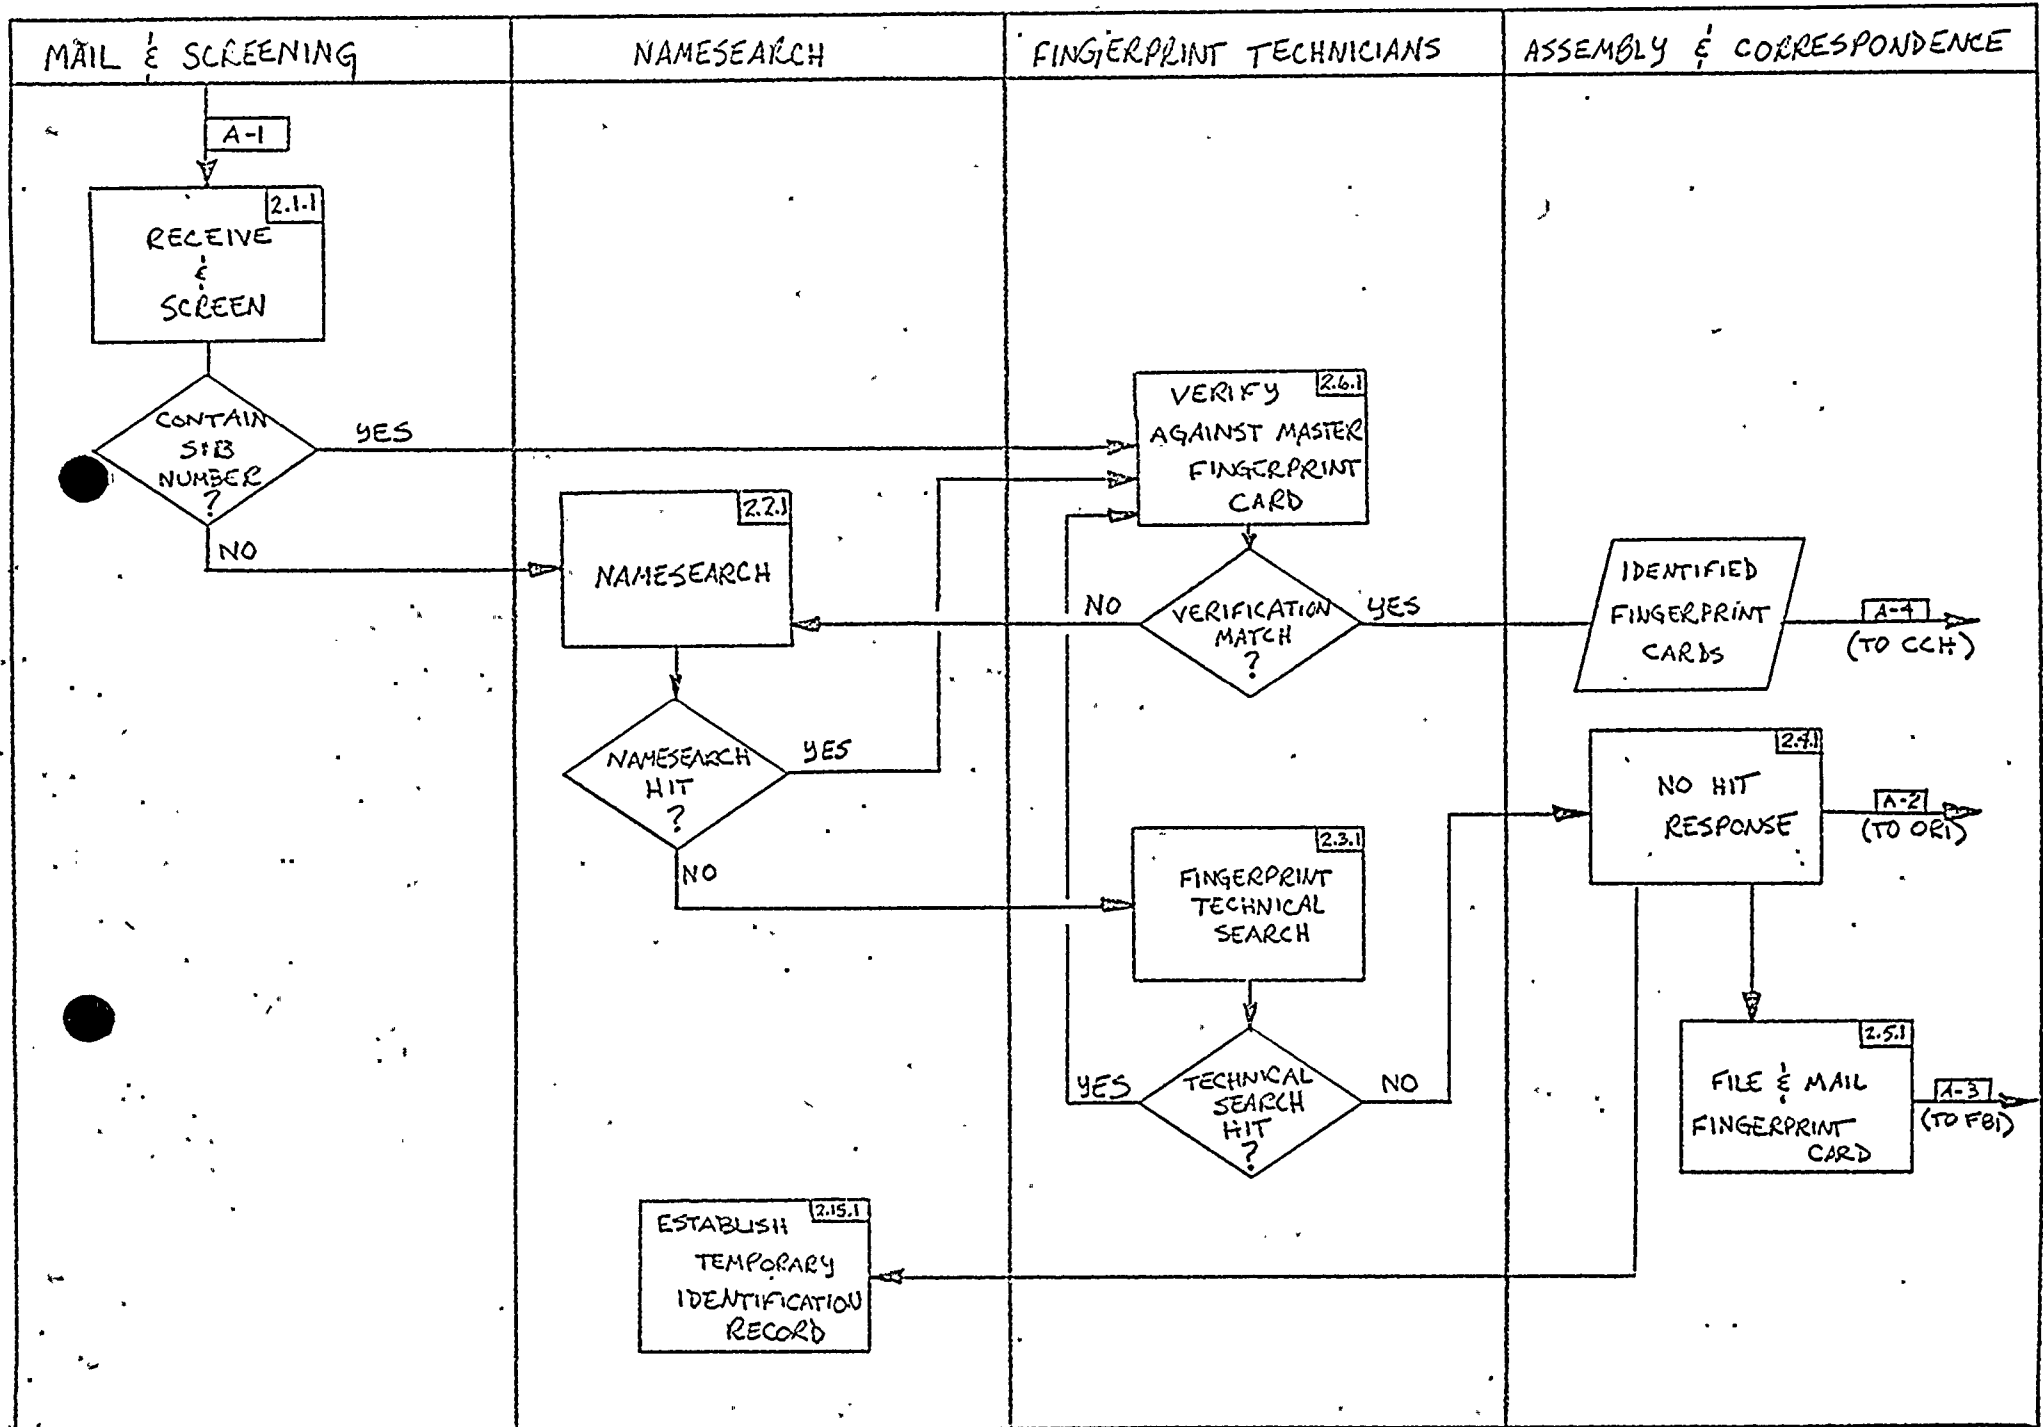 MAIL & SCREENING
NAMESEARCH
FINGERPRINT TECHNICIANS
ASSEMBLY & CORRESPONDENCE
A-1
2.1.1
RECEIVE
&
SCREEN
CONTAIN
SIB
NUMBER
?
YES
NO
2.2.1
NAMESEARCH
NAMESEARCH
HIT
?
YES
NO
2.6.1
VERIFY
AGAINST MASTER
FINGERPRINT
CARD
VERIFICATION
MATCH
?
NO
YES
2.3.1
FINGERPRINT
TECHNICAL
SEARCH
TECHNICAL
SEARCH
HIT
?
YES
NO
IDENTIFIED
FINGERPRINT
CARDS
A-4
(TO CCH)
2.4.1
NO HIT
RESPONSE
A-2
(TO ORI)
2.5.1
FILE & MAIL
FINGERPRINT
CARD
A-3
(TO FBI)
2.15.1
ESTABLISH
TEMPORARY
IDENTIFICATION
RECORD